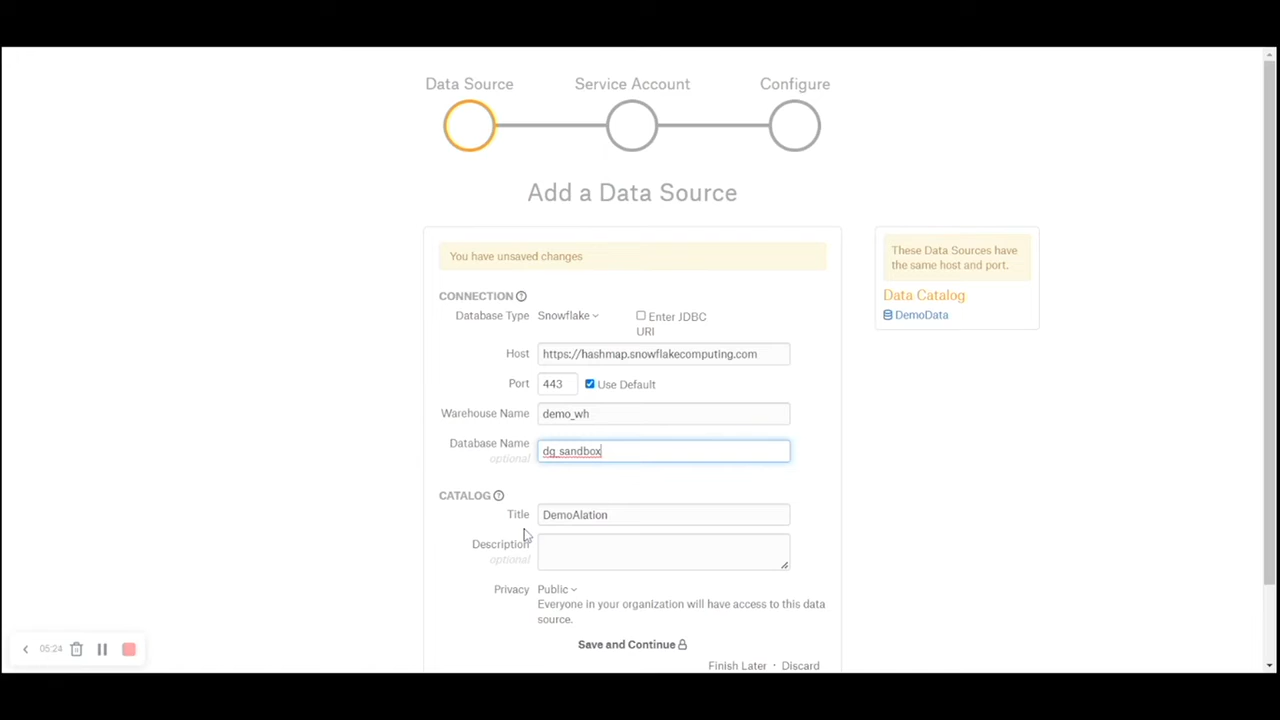 Data Source Service Account Configure
Add a Data Source
You have unsaved changes
These Data Sources have
the same host and port.
Data Catalog
DemoData
CONNECTION
Database Type Snowflake Enter JDBC
URI
Host https://hashmap.snowflakecomputing.com
Port 443 Use Default
Warehouse Name demo_wh
Database Name dg_sandbox
optional
CATALOG
Title DemoAlation
Description
optional
Privacy Public
Everyone in your organization will have access to this data
source.
Save and Continue
Finish Later · Discard
05:24